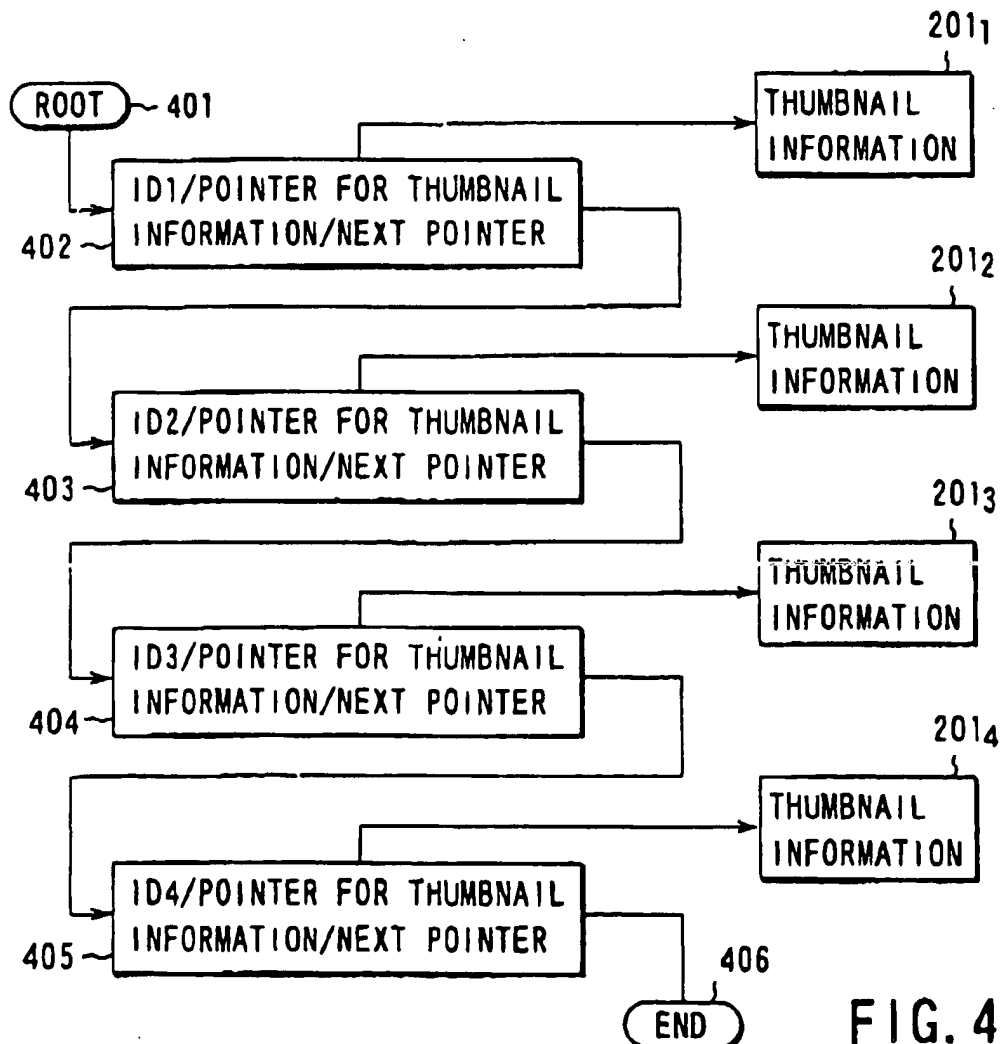 201₁
ROOT 401
THUMBNAIL
INFORMATION
ID1/POINTER FOR THUMBNAIL
INFORMATION/NEXT POINTER
402
201₂
THUMBNAIL
INFORMATION
ID2/POINTER FOR THUMBNAIL
INFORMATION/NEXT POINTER
403
201₃
THUMBNAIL
INFORMATION
ID3/POINTER FOR THUMBNAIL
INFORMATION/NEXT POINTER
404
201₄
THUMBNAIL
INFORMATION
ID4/POINTER FOR THUMBNAIL
INFORMATION/NEXT POINTER
405
406
END
FIG. 4